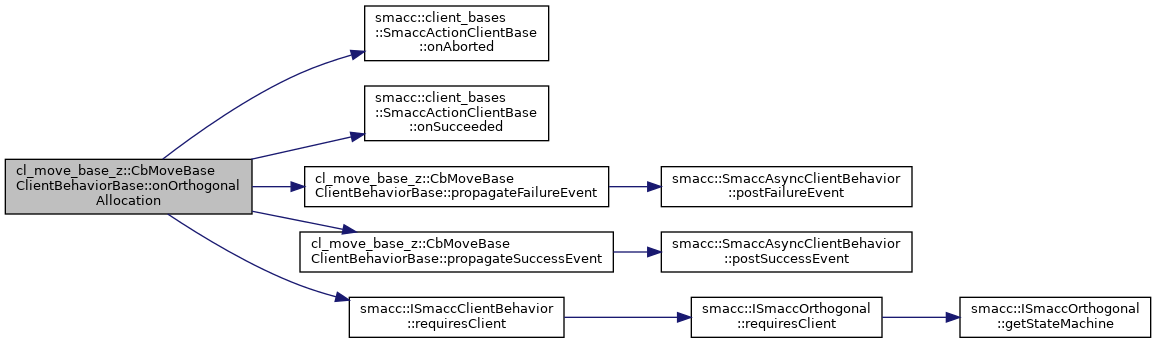 smacc::client_bases
::SmaccActionClientBase
::onAborted
smacc::client_bases
::SmaccActionClientBase
::onSucceeded
cl_move_base_z::CbMoveBase
ClientBehaviorBase::onOrthogonal
Allocation
cl_move_base_z::CbMoveBase
ClientBehaviorBase::propagateFailureEvent
smacc::SmaccAsyncClientBehavior
::postFailureEvent
cl_move_base_z::CbMoveBase
ClientBehaviorBase::propagateSuccessEvent
smacc::SmaccAsyncClientBehavior
::postSuccessEvent
smacc::ISmaccClientBehavior
::requiresClient
smacc::ISmaccOrthogonal
::requiresClient
smacc::ISmaccOrthogonal
::getStateMachine